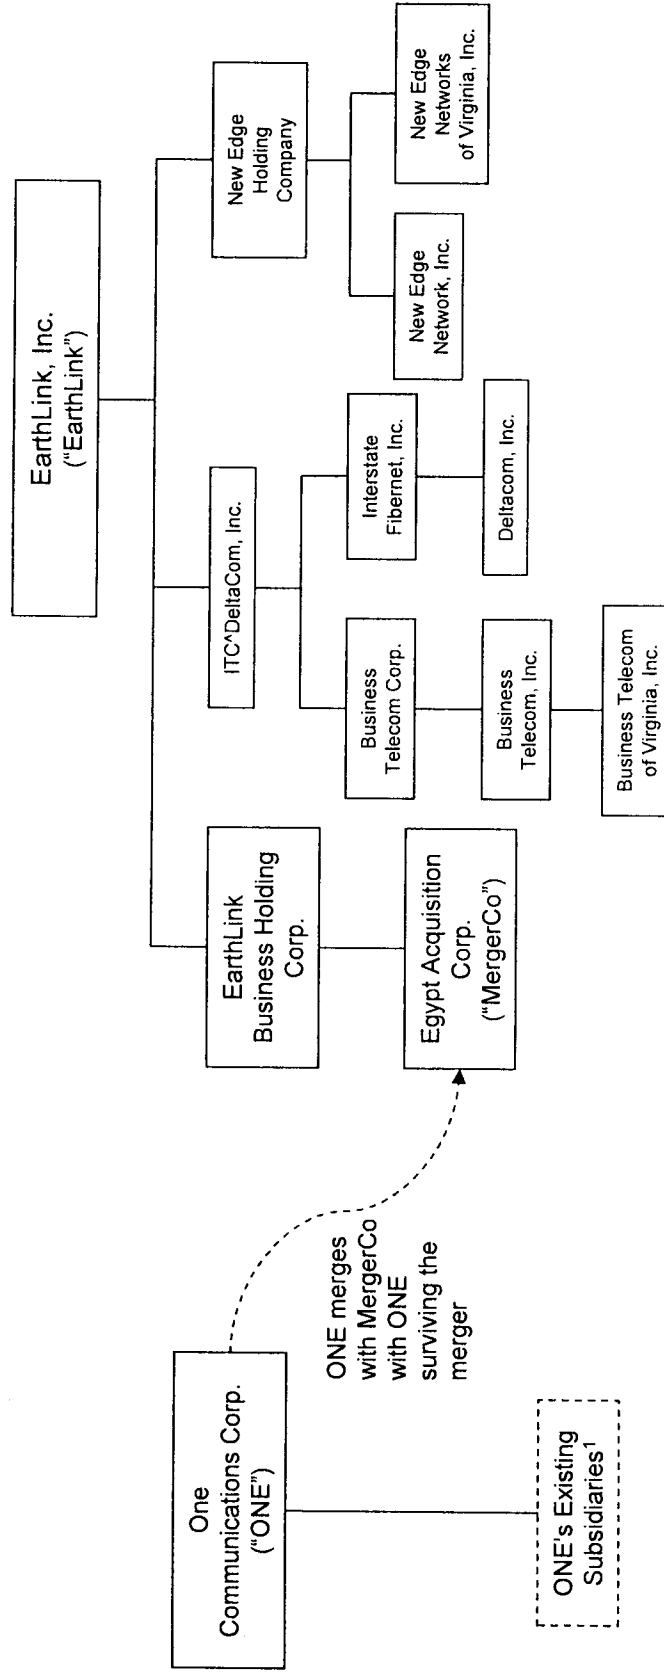 EarthLink, Inc.
("EarthLink")
EarthLink
Business Holding
Corp.
ITC^DeltaCom, Inc.
New Edge
Holding
Company
Egypt Acquisition
Corp.
("MergerCo")
Business
Telecom Corp.
Interstate
Fibernet, Inc.
New Edge
Network, Inc.
New Edge
Networks
of Virginia, Inc.
Business
Telecom, Inc.
Deltacom, Inc.
Business Telecom
of Virginia, Inc.
One
Communications Corp.
("ONE")
ONE merges
with MergerCo
with ONE
surviving the
merger
ONE's Existing
Subsidiaries¹